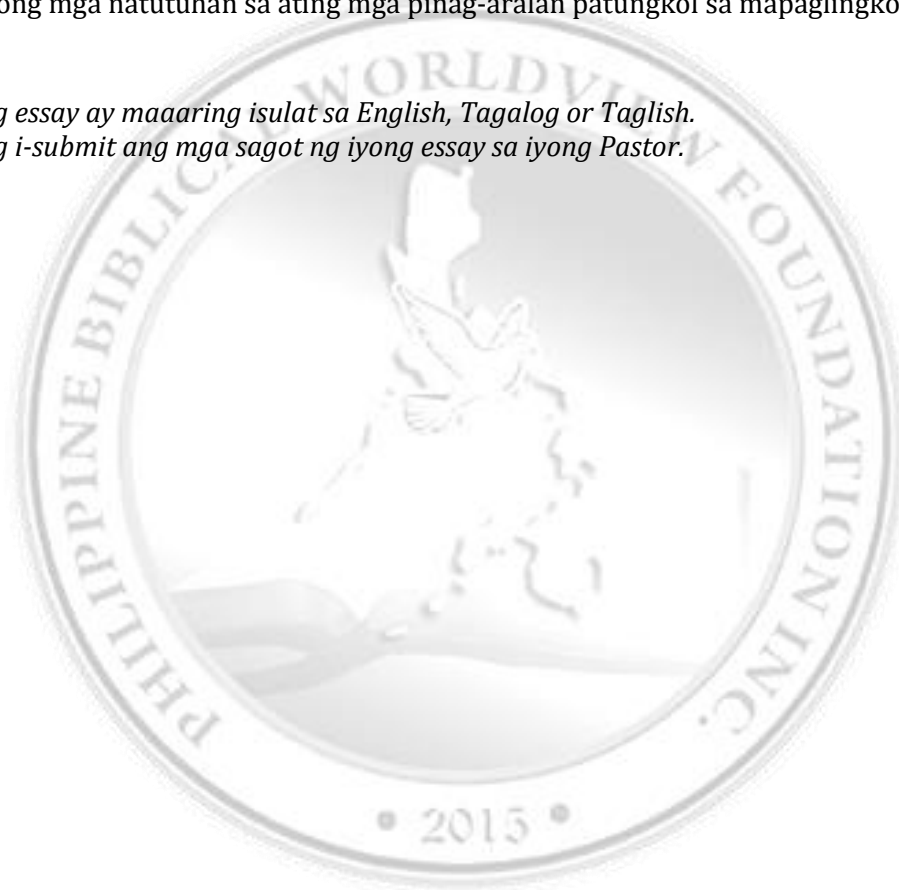 ong mga natutuhan sa ating mga pinag-aralan patungkol sa mapaglingko
g essay ay maaaring isulat sa English, Tagalog or Taglish.
g i-submit ang mga sagot ng iyong essay sa iyong Pastor.
PHILIPPINE BIBLICAL WORLDVIEW FOUNDATION INC.
• 2015 •